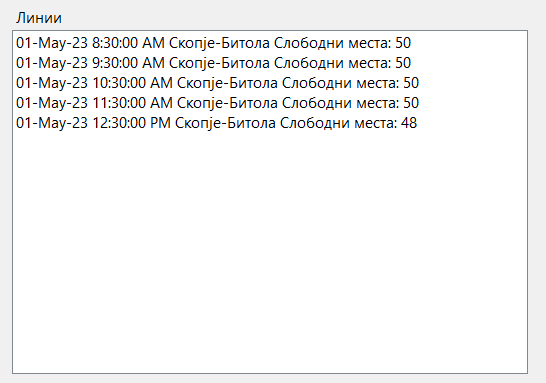 Линии
01-May-23 8:30:00 AM Скопје-Битола Слободни места: 50
01-May-23 9:30:00 AM Скопје-Битола Слободни места: 50
01-May-23 10:30:00 AM Скопје-Битола Слободни места: 50
01-May-23 11:30:00 AM Скопје-Битола Слободни места: 50
01-May-23 12:30:00 PM Скопје-Битола Слободни места: 48